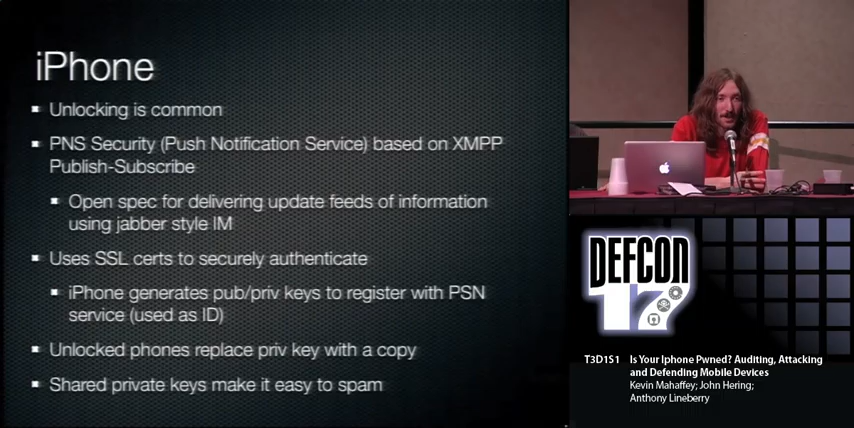 iPhone
Unlocking is common
PNS Security (Push Notification Service) based on XMPP
Publish-Subscribe
Open spec for delivering update feeds of information
using jabber style IM
Uses SSL certs to securely authenticate
iPhone generates pub/priv keys to register with PSN
service (used as ID)
Unlocked phones replace priv key with a copy
Shared private keys make it easy to spam
DEFCON
17
T3D1S1 Is Your Iphone Pwned? Auditing, Attacking
and Defending Mobile Devices
Kevin Mahaffey; John Hering;
Anthony Lineberry